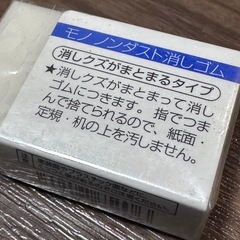 モノ ノンダスト消しゴム
消しクズがまとまるタイプ
★消しクズがまとまって消し
ゴムにつきます。指でつま
んで捨てられるので、紙面・
定規・机の上を汚しません。